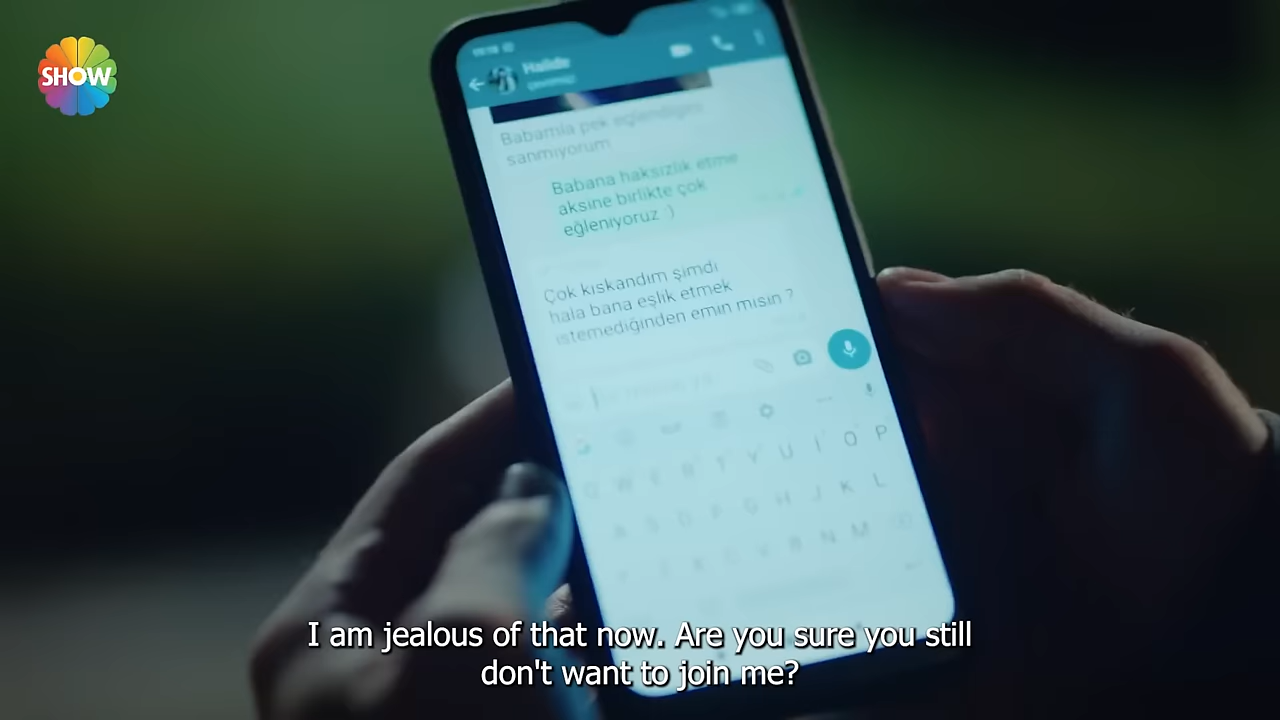 SHOW
Halide
Babamla pek eğlendiğini
sanmıyorum
Babana haksızlık etme
aksine birlikte çok
eğleniyoruz :)
Çok kıskandım şimdi
hala bana eşlik etmek
istemediğinden emin misin ?
T Y U I O P
G H J K L
B N M
I am jealous of that now. Are you sure you still
don't want to join me?